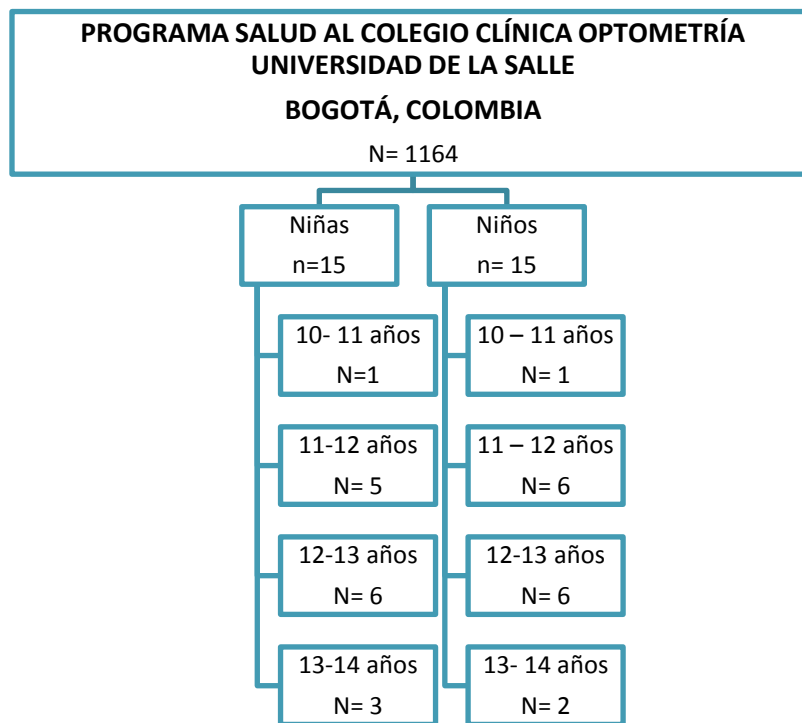 PROGRAMA SALUD AL COLEGIO CLÍNICA OPTOMETRÍA
UNIVERSIDAD DE LA SALLE
BOGOTÁ, COLOMBIA
N= 1164
Niñas
n=15
Niños
n= 15
10- 11 años
N=1
10 – 11 años
N= 1
11-12 años
N= 5
11 – 12 años
N= 6
12-13 años
N= 6
12-13 años
N= 6
13-14 años
N= 3
13- 14 años
N= 2